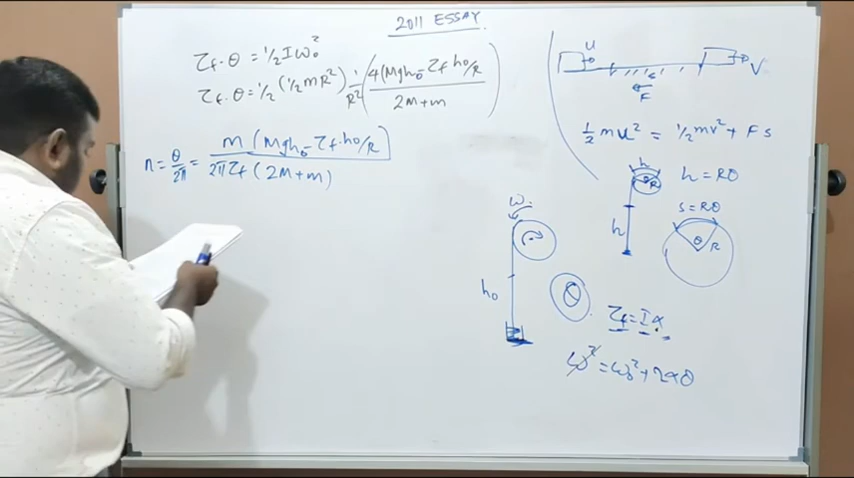 2011 ESSAY
τf·θ = ½Iω₀²
τf·θ = ½(½mR²) 1/R² (4(Mgh₀ - τf h₀/R) / 2M+m)
n = θ/2π = m(Mgh₀ - τf·h₀/R) / 2πτf(2M+m)
u
V
s
F
½mu² = ½mv² + Fs
h
θ R
h = Rθ
h
s = Rθ
θ R
ω₀
h₀
τf = Iα
ω² = ω₀² + 2αθ